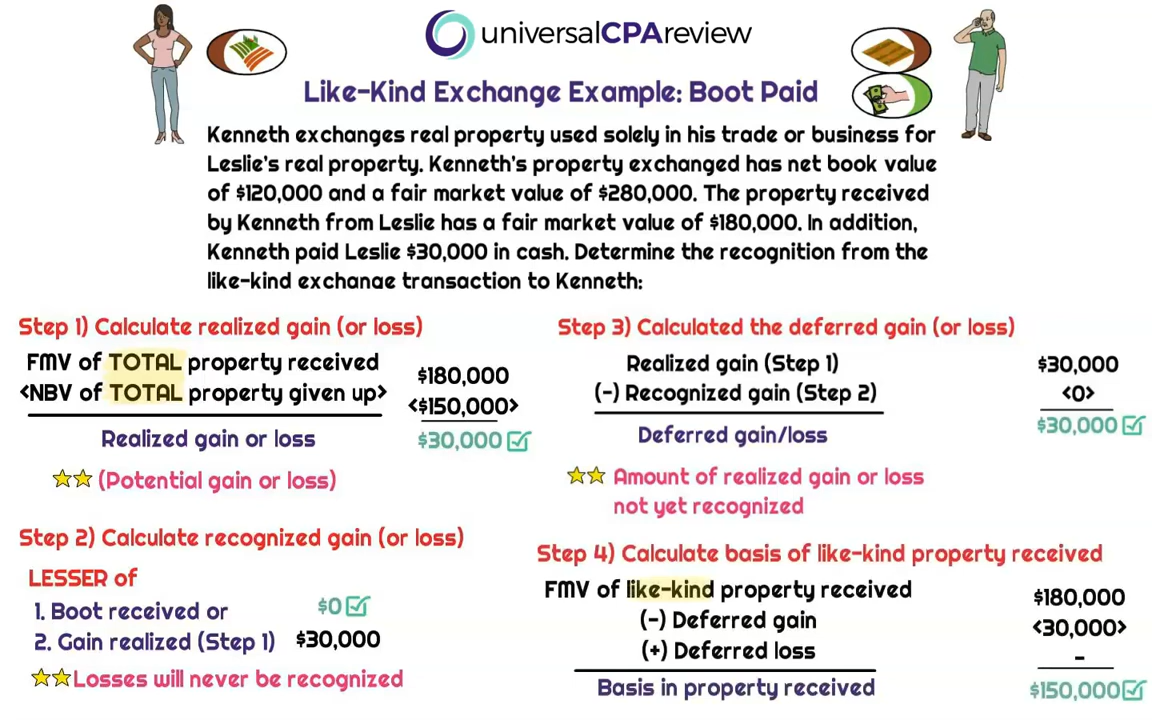 universalCPAreview
Like-Kind Exchange Example: Boot Paid
Kenneth exchanges real property used solely in his trade or business for
Leslie's real property. Kenneth's property exchanged has net book value
of $120,000 and a fair market value of $280,000. The property received
by Kenneth from Leslie has a fair market value of $180,000. In addition,
Kenneth paid Leslie $30,000 in cash. Determine the recognition from the
like-kind exchange transaction to Kenneth:
Step 1) Calculate realized gain (or loss)
FMV of TOTAL property received $180,000
<NBV of TOTAL property given up> <$150,000>
Realized gain or loss $30,000
(Potential gain or loss)
Step 2) Calculate recognized gain (or loss)
LESSER of
1. Boot received or $0
2. Gain realized (Step 1) $30,000
Losses will never be recognized
Step 3) Calculated the deferred gain (or loss)
Realized gain (Step 1) $30,000
(-) Recognized gain (Step 2) <0>
Deferred gain/loss $30,000
Amount of realized gain or loss
not yet recognized
Step 4) Calculate basis of like-kind property received
FMV of like-kind property received $180,000
(-) Deferred gain <30,000>
(+) Deferred loss -
Basis in property received $150,000